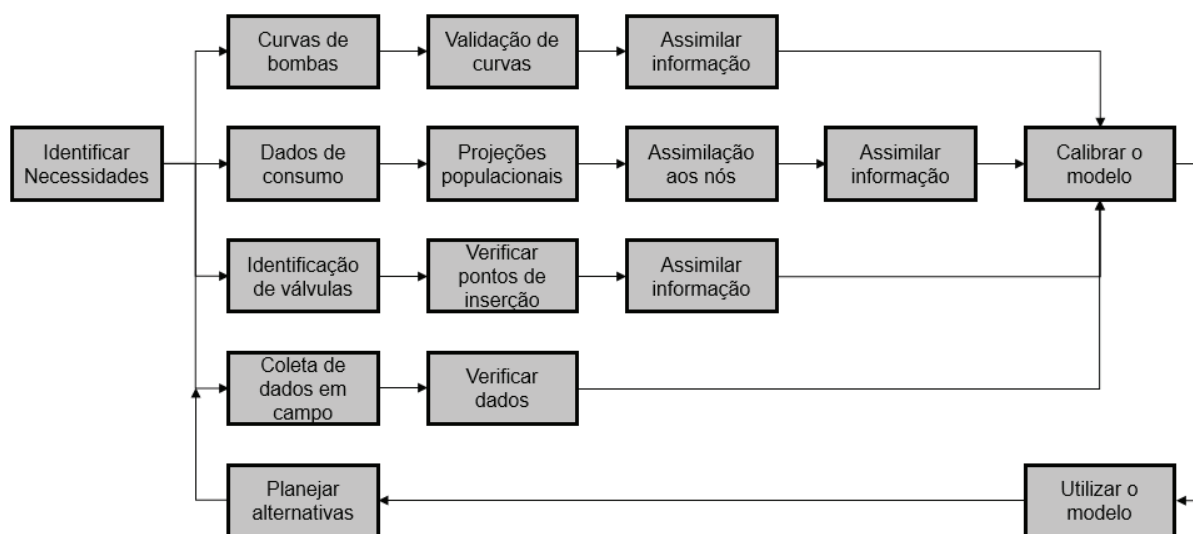 Curvas de
bombas
Validação de
curvas
Assimilar
informação
Identificar
Necessidades
Dados de
consumo
Projeções
populacionais
Assimilação
aos nós
Assimilar
informação
Calibrar o
modelo
Identificação
de válvulas
Verificar
pontos de
inserção
Assimilar
informação
Coleta de
dados em
campo
Verificar
dados
Planejar
alternativas
Utilizar o
modelo